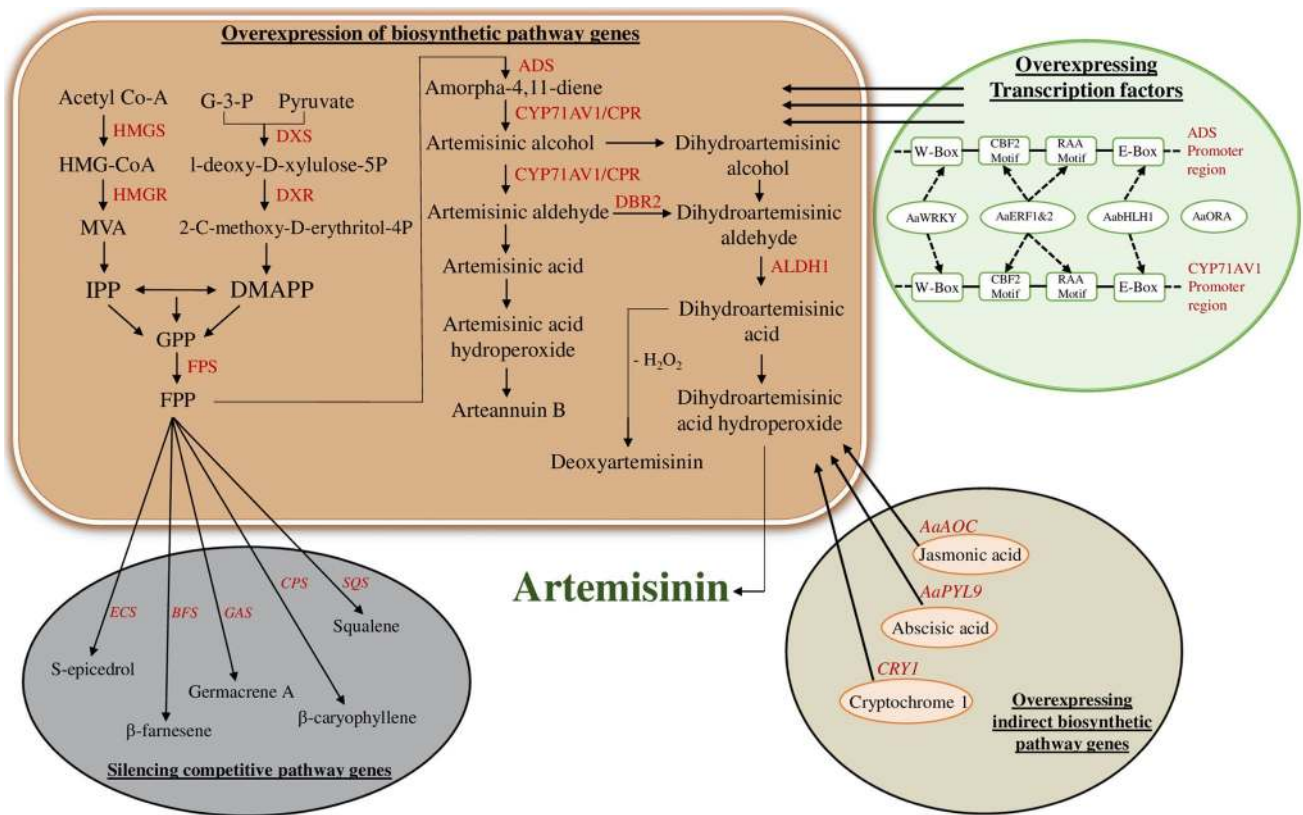 Overexpression of biosynthetic pathway genes
Acetyl Co-A
HMGS
HMG-CoA
HMGR
MVA
IPP
G-3-P
Pyruvate
DXS
l-deoxy-D-xylulose-5P
DXR
2-C-methoxy-D-erythritol-4P
DMAPP
GPP
FPS
FPP
ADS
Amorpha-4,11-diene
CYP71AV1/CPR
Artemisinic alcohol
CYP71AV1/CPR
Artemisinic aldehyde
DBR2
Artemisinic acid
Artemisinic acid
hydroperoxide
Arteannuin B
Dihydroartemisinic
alcohol
Dihydroartemisinic
aldehyde
ALDH1
Dihydroartemisinic
acid
- H₂O₂
Dihydroartemisinic
acid hydroperoxide
Deoxyartemisinin
Overexpressing
Transcription factors
W-Box
CBF2
Motif
RAA
Motif
E-Box
ADS
Promoter
region
AaWRKY
AaERF1&2
AabHLH1
AaORA
W-Box
CBF2
Motif
RAA
Motif
E-Box
CYP71AV1
Promoter
region
Artemisinin
ECS
BFS
GAS
CPS
SQS
S-epicedrol
β-farnesene
Germacrene A
β-caryophyllene
Squalene
Silencing competitive pathway genes
AaAOC
Jasmonic acid
AaPYL9
Abscisic acid
CRY1
Cryptochrome 1
Overexpressing
indirect biosynthetic
pathway genes